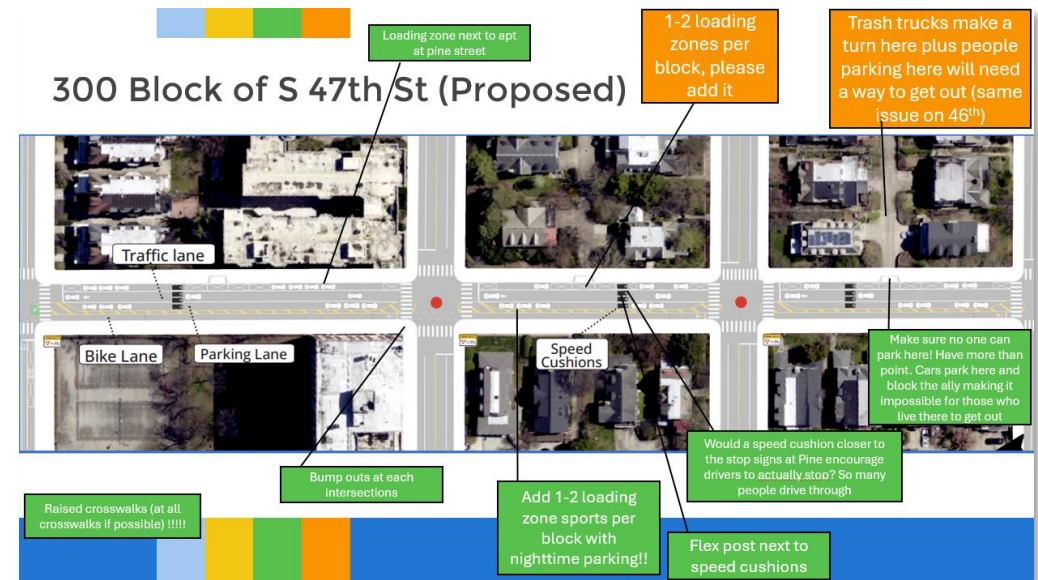 Loading zone next to apt
at pine street
1-2 loading
zones per
block, please
add it
Trash trucks make a
turn here plus people
parking here will need
a way to get out (same
issue on 46th)
300 Block of S 47th St (Proposed)
Traffic lane
Bike Lane
Parking Lane
Speed
Cushions
Make sure no one can
park here! Have more than
point. Cars park here and
block the ally making it
impossible for those who
live there to get out
Would a speed cushion closer to
the stop signs at Pine encourage
drivers to actually stop? So many
people drive through
Bump outs at each
intersections
Add 1-2 loading
zone sports per
block with
nighttime parking!!
Flex post next to
speed cushions
Raised crosswalks (at all
crosswalks if possible) !!!!!